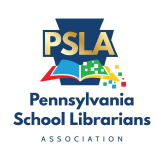 PSLA
Pennsylvania
School Librarians
ASSOCIATION